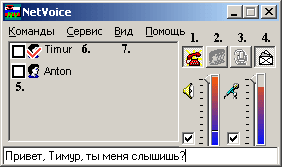 NetVoice
Команды Сервис Вид Помощь
1. 2. 3. 4.
Timur 6. 7.
Anton
5.
Привет, Тимур, ты меня слышишь?